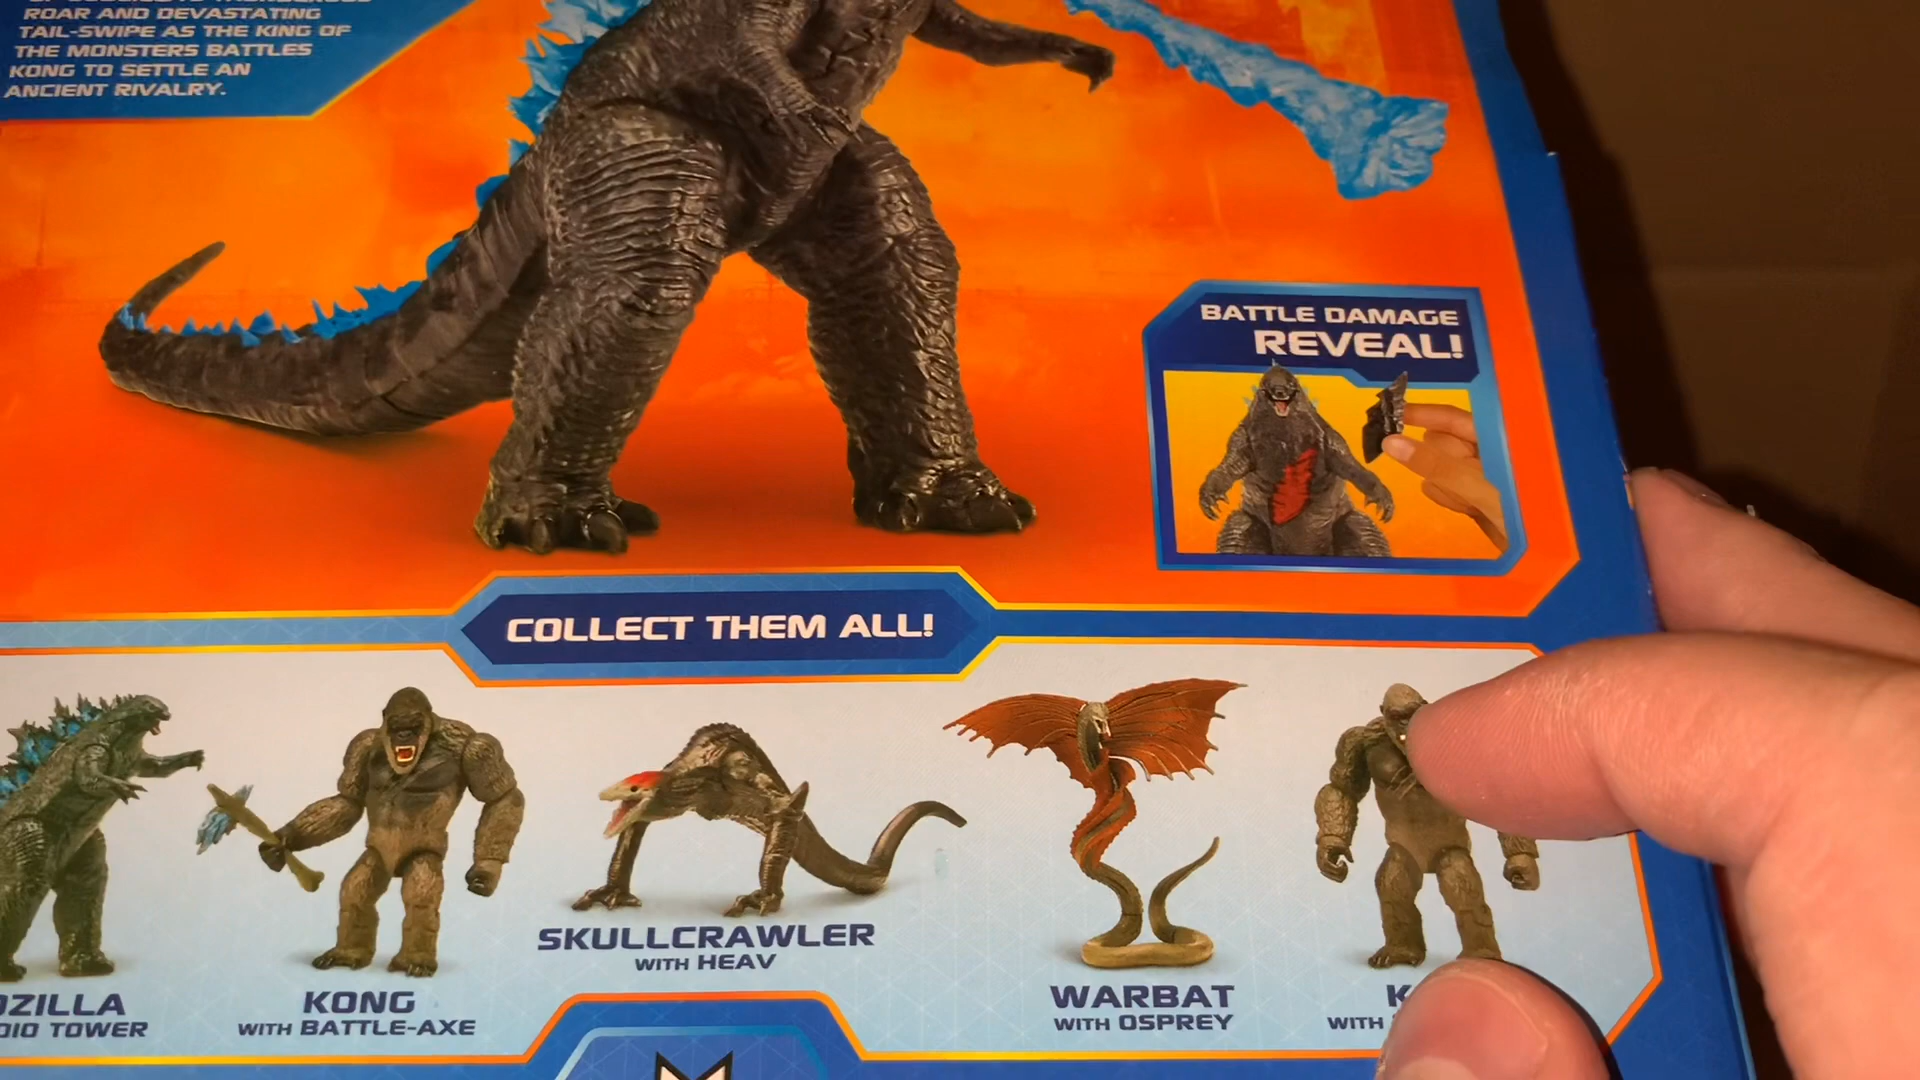 ROAR AND DEVASTATING
TAIL-SWIPE AS THE KING OF
THE MONSTERS BATTLES
KONG TO SETTLE AN
ANCIENT RIVALRY.
BATTLE DAMAGE
REVEAL!
COLLECT THEM ALL!
KONG
WITH BATTLE-AXE
SKULLCRAWLER
WITH HEAV
WARBAT
WITH OSPREY
WITH
TOWER